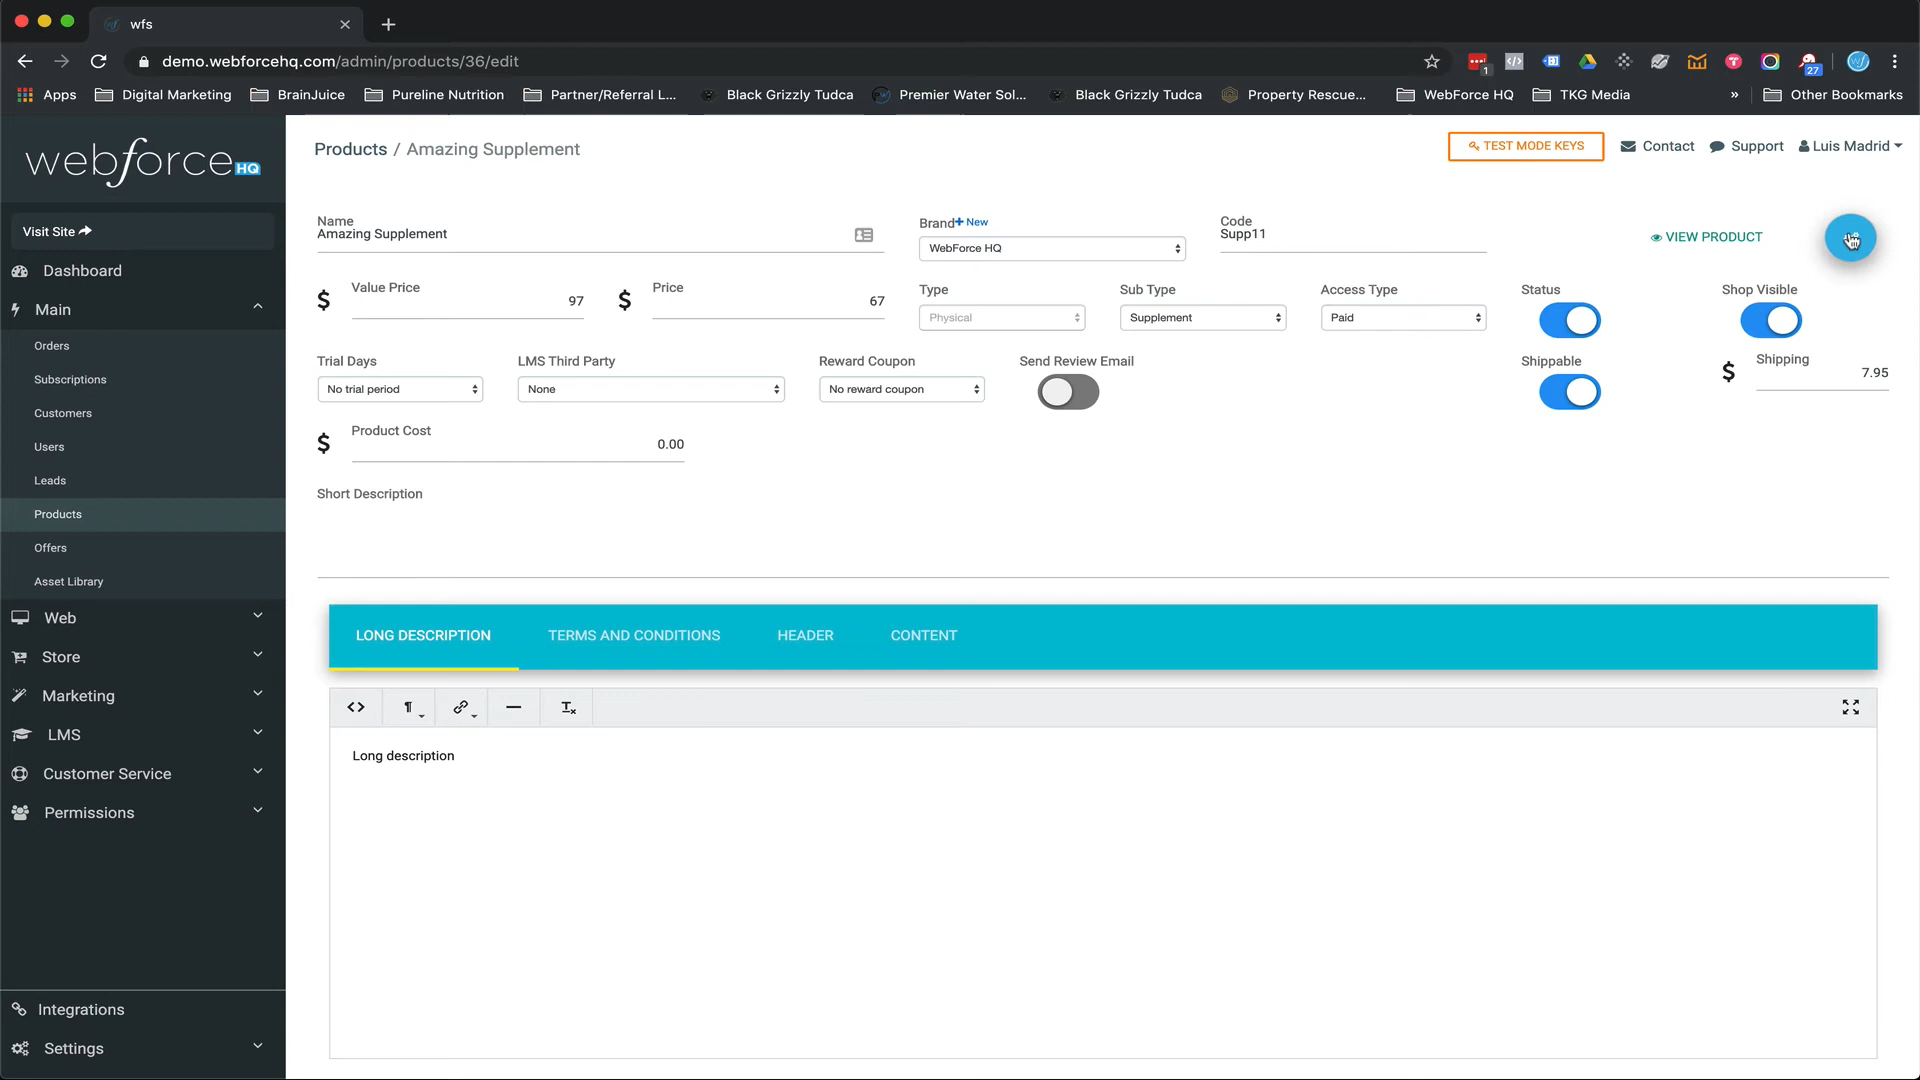 wfs
demo.webforcehq.com/admin/products/36/edit
1
27
Apps
Digital Marketing
BrainJuice
Pureline Nutrition
Partner/Referral L...
Black Grizzly Tudca
Premier Water Sol...
Black Grizzly Tudca
Property Rescue...
WebForce HQ
TKG Media
»
Other Bookmarks
webforce HQ
Products / Amazing Supplement
TEST MODE KEYS
Contact
Support
Luis Madrid
Visit Site
Dashboard
Main
Orders
Subscriptions
Customers
Users
Leads
Products
Offers
Asset Library
Web
Store
Marketing
LMS
Customer Service
Permissions
Integrations
Settings
Name
Amazing Supplement
Brand + New
WebForce HQ
Code
Supp11
VIEW PRODUCT
Value Price
$ 97
Price
$ 67
Type
Physical
Sub Type
Supplement
Access Type
Paid
Status
Shop Visible
Trial Days
No trial period
LMS Third Party
None
Reward Coupon
No reward coupon
Send Review Email
Shippable
Shipping
$ 7.95
Product Cost
$ 0.00
Short Description
LONG DESCRIPTION
TERMS AND CONDITIONS
HEADER
CONTENT
Long description